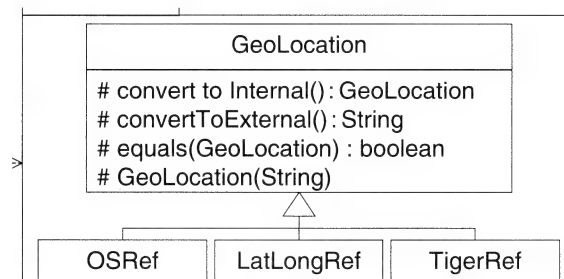 GeoLocation
# convert to Internal(): GeoLocation
# convertToExternal(): String
# equals(GeoLocation) : boolean
# GeoLocation(String)
OSRef LatLongRef TigerRef